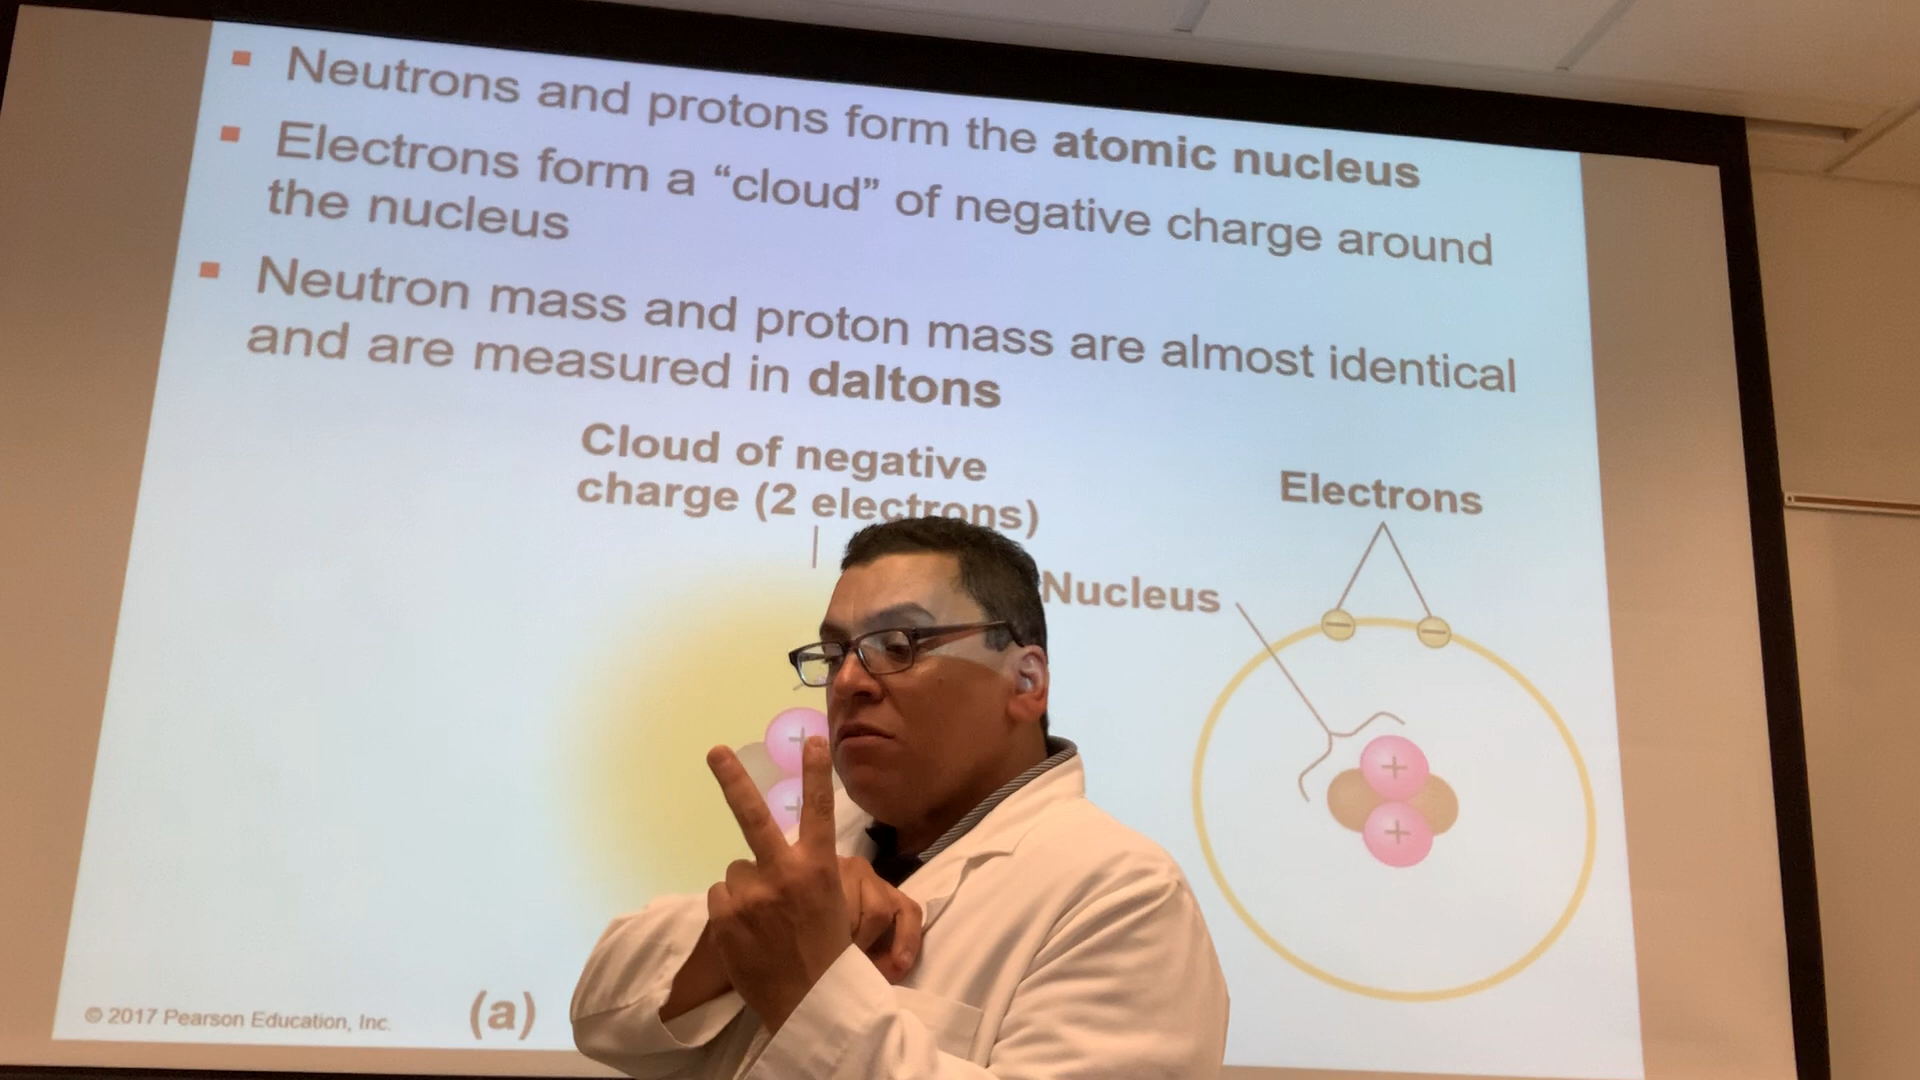 Neutrons and protons form the atomic nucleus
Electrons form a “cloud” of negative charge around
the nucleus
Neutron mass and proton mass are almost identical
and are measured in daltons
Cloud of negative
charge (2 electrons)
Electrons
Nucleus
−
−
+
+
+
+
(a)
© 2017 Pearson Education, Inc.